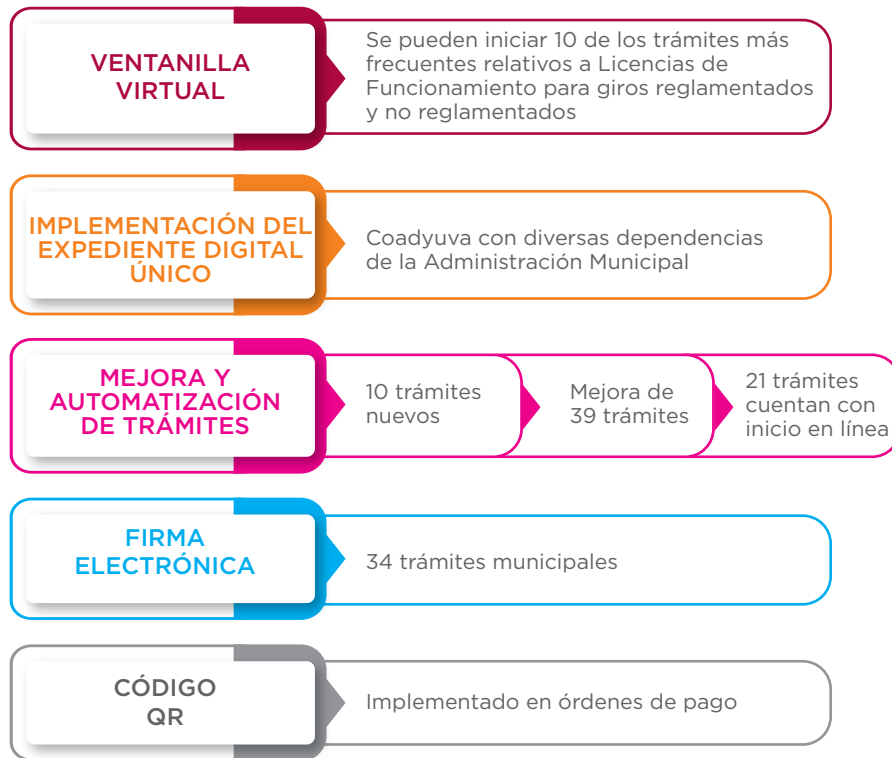 VENTANILLA
VIRTUAL
Se pueden iniciar 10 de los trámites más
frecuentes relativos a Licencias de
Funcionamiento para giros reglamentados
y no reglamentados
IMPLEMENTACIÓN DEL
EXPEDIENTE DIGITAL
ÚNICO
Coadyuva con diversas dependencias
de la Administración Municipal
MEJORA Y
AUTOMATIZACIÓN
DE TRÁMITES
10 trámites
nuevos
Mejora de
39 trámites
21 trámites
cuentan con
inicio en línea
FIRMA
ELECTRÓNICA
34 trámites municipales
CÓDIGO
QR
Implementado en órdenes de pago